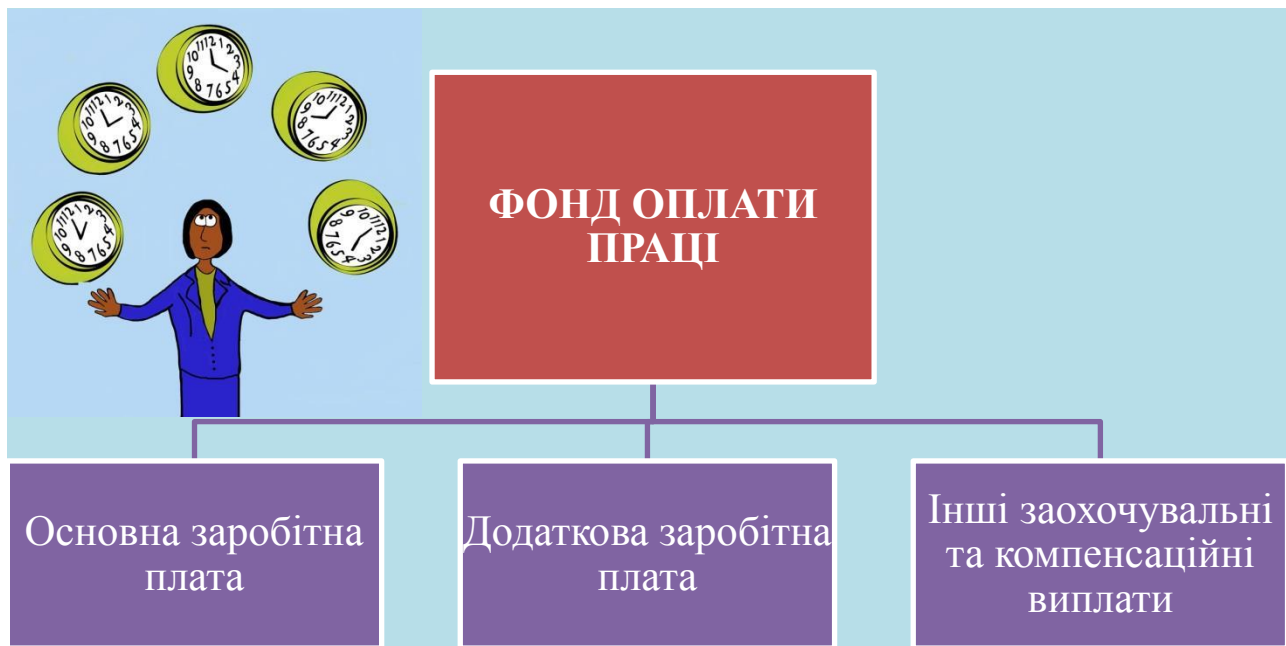 ФОНД ОПЛАТИ
ПРАЦІ
Основна заробітна
плата
Додаткова заробітна
плата
Інші заохочувальні
та компенсаційні
виплати